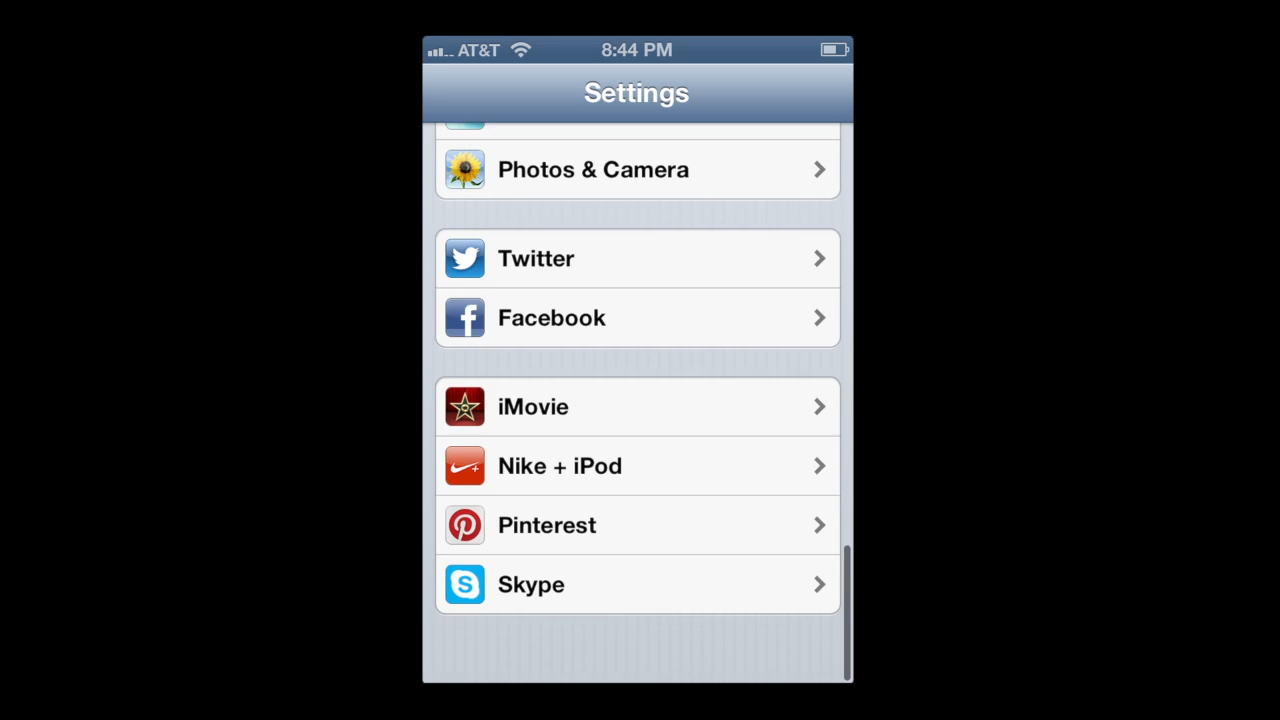 AT&T 8:44 PM
Settings
Photos & Camera
Twitter
Facebook
iMovie
Nike + iPod
Pinterest
Skype